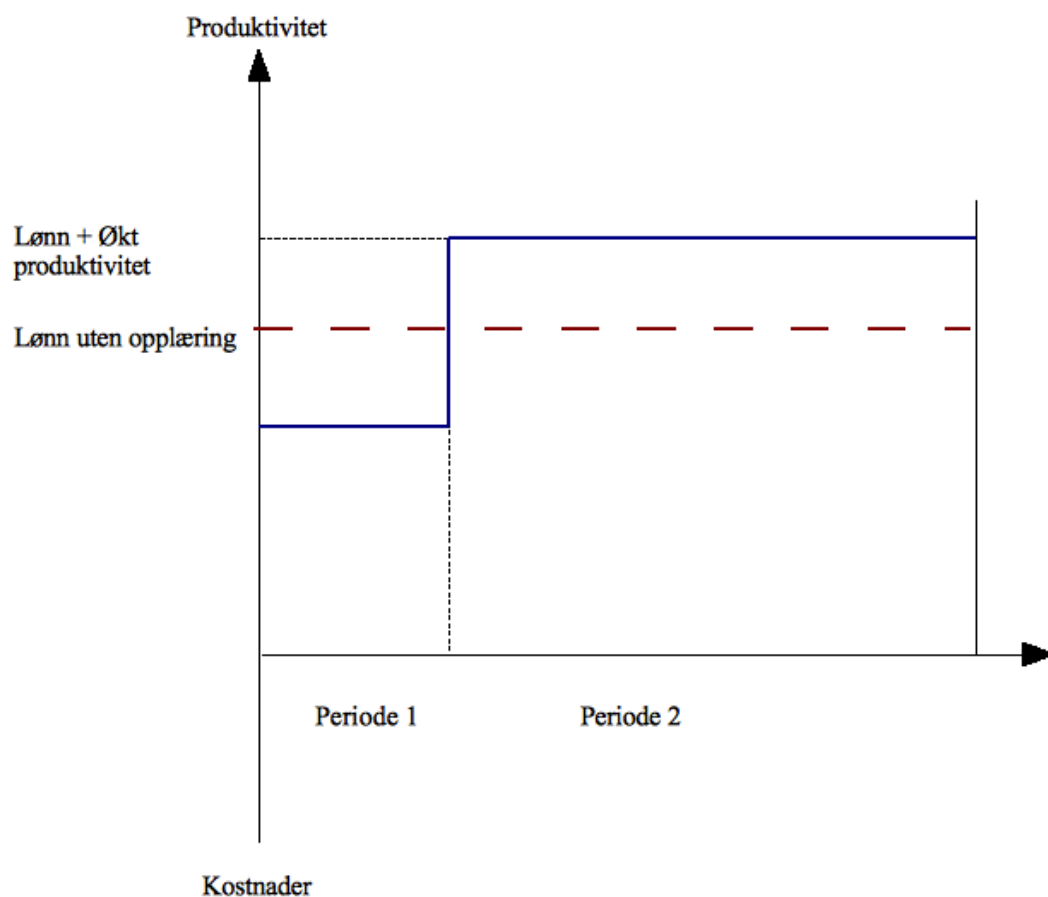 Produktivitet
Lønn + Økt
produktivitet
Lønn uten opplæring
Periode 1
Periode 2
Kostnader